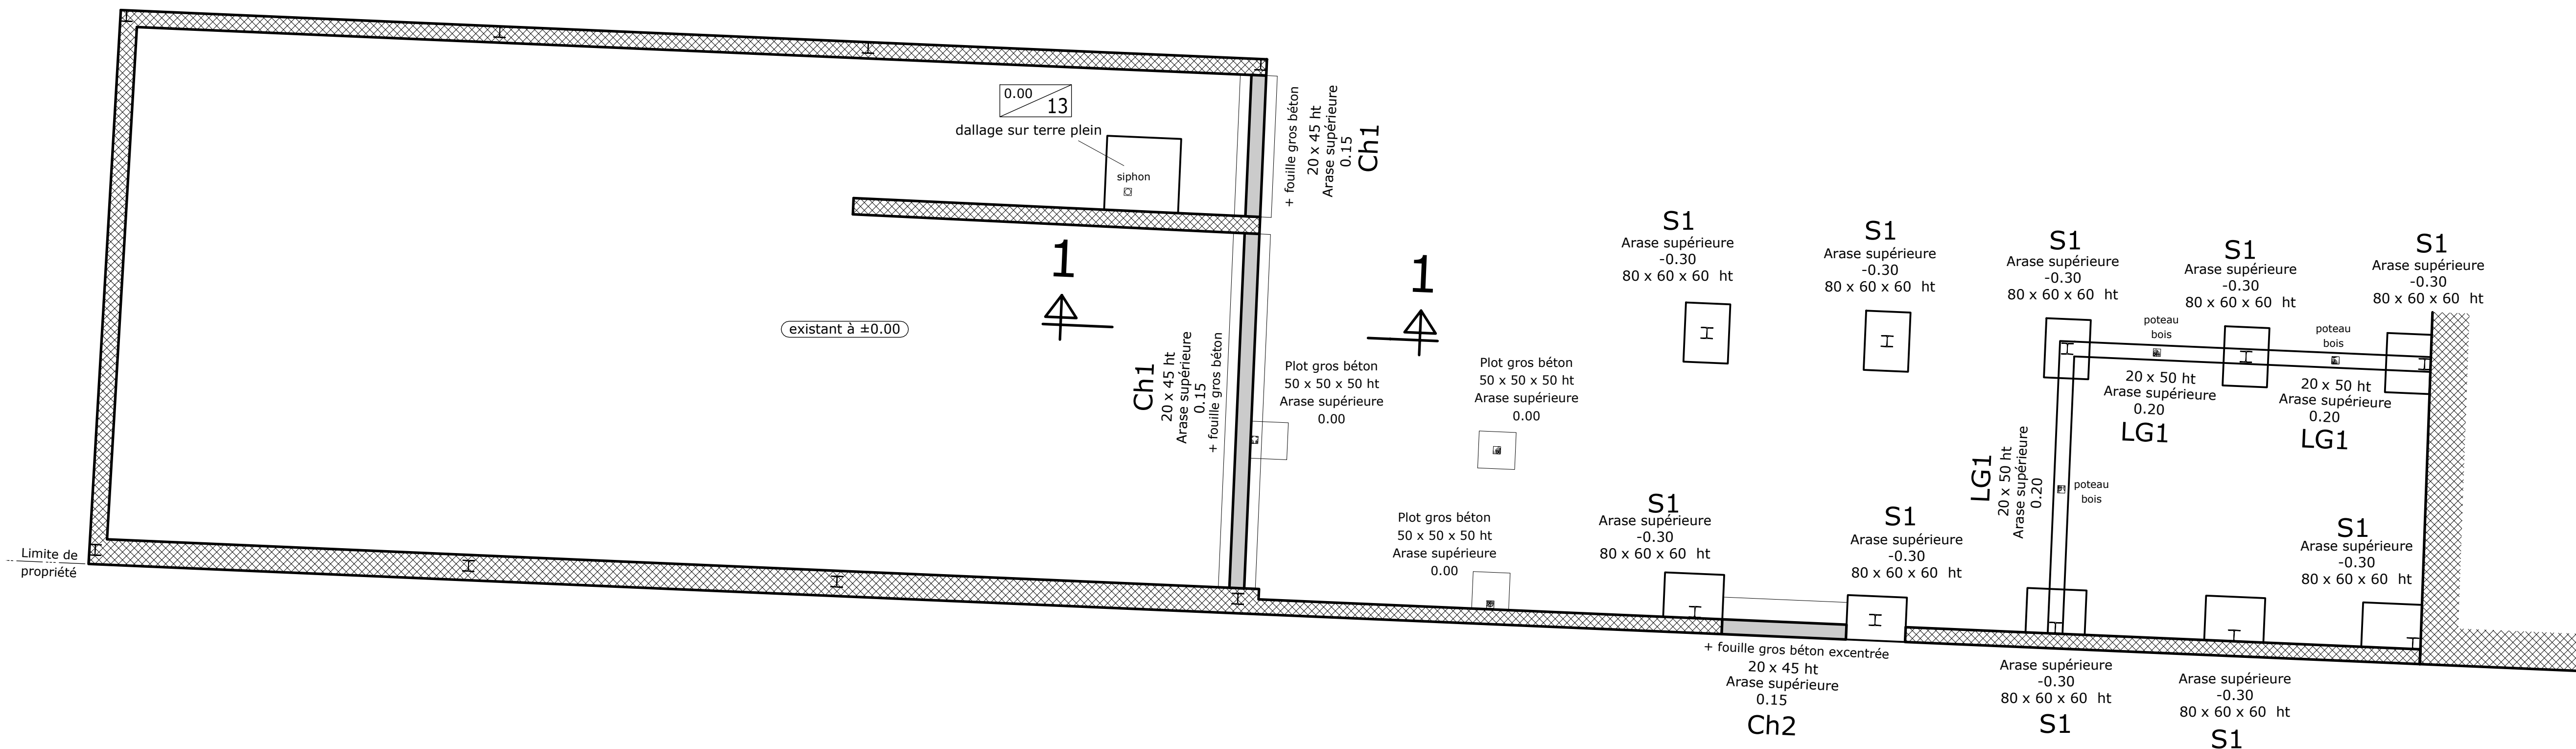 0.00
13
dallage sur terre plein
siphon
+ fouille gros béton
20 x 45 ht
Arase supérieure
0.15
Ch1
1
1
existant à ±0.00
Ch1
20 x 45 ht
Arase supérieure
0.15
+ fouille gros béton
Limite de
propriété
Plot gros béton
50 x 50 x 50 ht
Arase supérieure
0.00
Plot gros béton
50 x 50 x 50 ht
Arase supérieure
0.00
Plot gros béton
50 x 50 x 50 ht
Arase supérieure
0.00
S1
Arase supérieure
-0.30
80 x 60 x 60 ht
S1
Arase supérieure
-0.30
80 x 60 x 60 ht
S1
Arase supérieure
-0.30
80 x 60 x 60 ht
S1
Arase supérieure
-0.30
80 x 60 x 60 ht
S1
Arase supérieure
-0.30
80 x 60 x 60 ht
poteau
bois
poteau
bois
20 x 50 ht
Arase supérieure
0.20
LG1
20 x 50 ht
Arase supérieure
0.20
LG1
LG1
20 x 50 ht
Arase supérieure
0.20
poteau
bois
S1
Arase supérieure
-0.30
80 x 60 x 60 ht
S1
Arase supérieure
-0.30
80 x 60 x 60 ht
S1
Arase supérieure
-0.30
80 x 60 x 60 ht
+ fouille gros béton excentrée
20 x 45 ht
Arase supérieure
0.15
Ch2
Arase supérieure
-0.30
80 x 60 x 60 ht
S1
Arase supérieure
-0.30
80 x 60 x 60 ht
S1